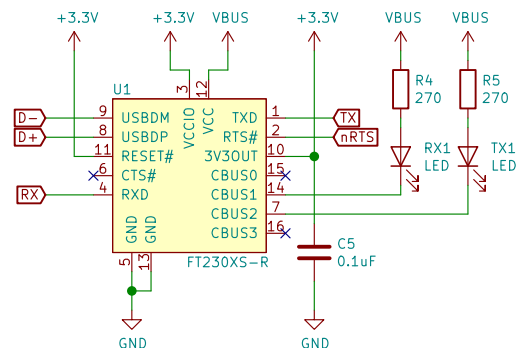 +3.3V
+3.3V
VBUS
+3.3V
VBUS
VBUS
U1
3
VCCIO
12
VCC
R4
270
R5
270
D-
9
USBDM
TXD
1
TX
D+
8
USBDP
RTS#
2
nRTS
11
RESET#
3V3OUT
10
6
CTS#
CBUS0
15
RX
4
RXD
CBUS1
14
CBUS2
7
CBUS3
16
RX1
LED
TX1
LED
GND
5
GND
13
FT230XS-R
C5
0.1uF
GND
GND